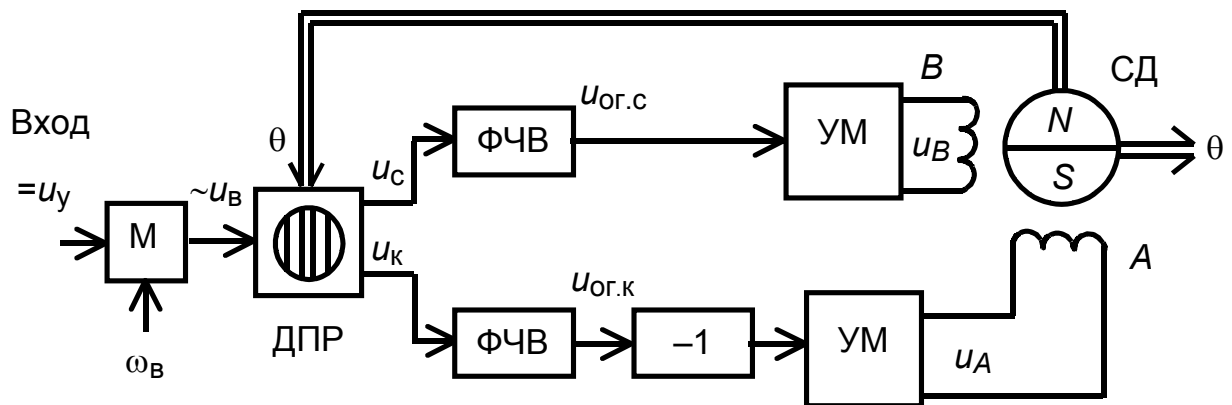 B
СД
uог.с
Вход
θ
uс
ФЧВ
УМ
uB
N
S
θ
=uу
~uв
М
uк
A
uог.к
ДПР
ωв
ФЧВ
–1
УМ
uA